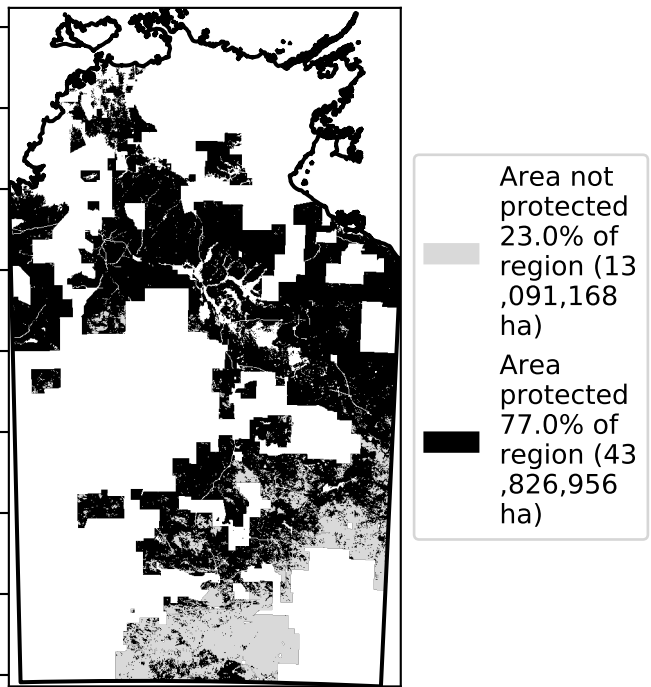 Area not
protected
23.0% of
region (13
,091,168
ha)
Area
protected
77.0% of
region (43
,826,956
ha)